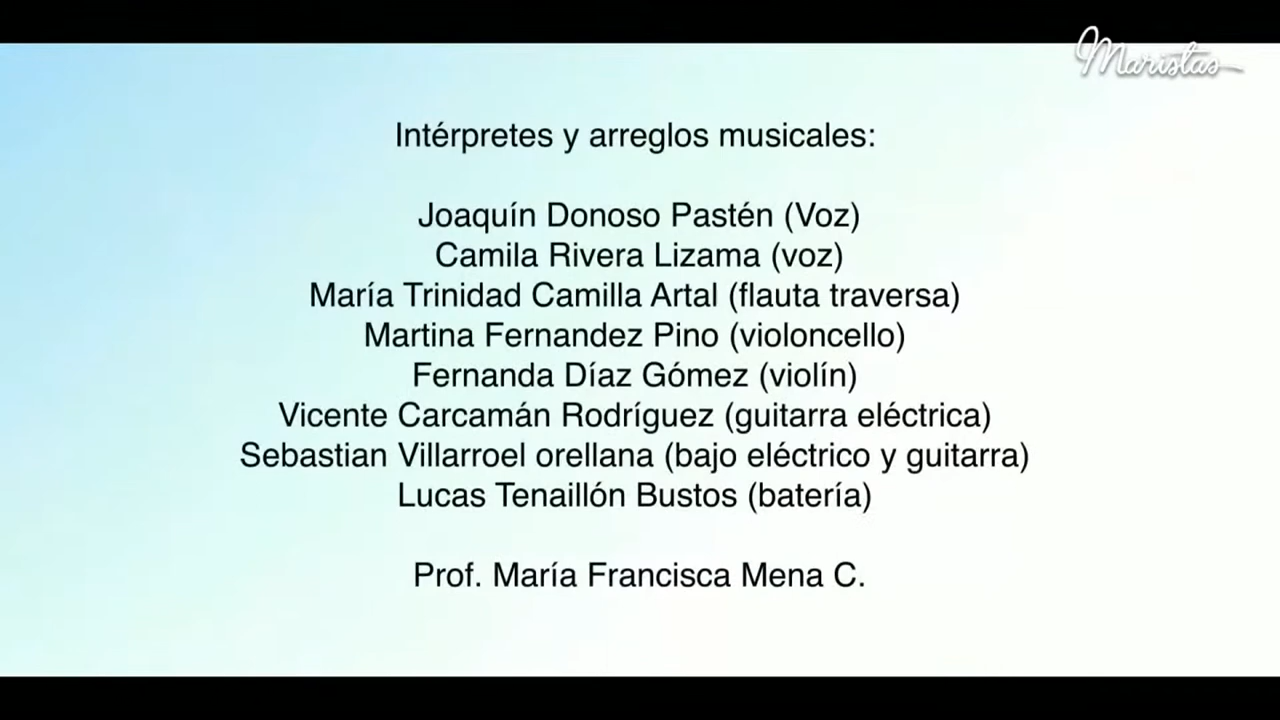 Maristas
Intérpretes y arreglos musicales:
Joaquín Donoso Pastén (Voz)
Camila Rivera Lizama (voz)
María Trinidad Camilla Artal (flauta traversa)
Martina Fernandez Pino (violoncello)
Fernanda Díaz Gómez (violín)
Vicente Carcamán Rodríguez (guitarra eléctrica)
Sebastian Villarroel orellana (bajo eléctrico y guitarra)
Lucas Tenaillón Bustos (batería)
Prof. María Francisca Mena C.